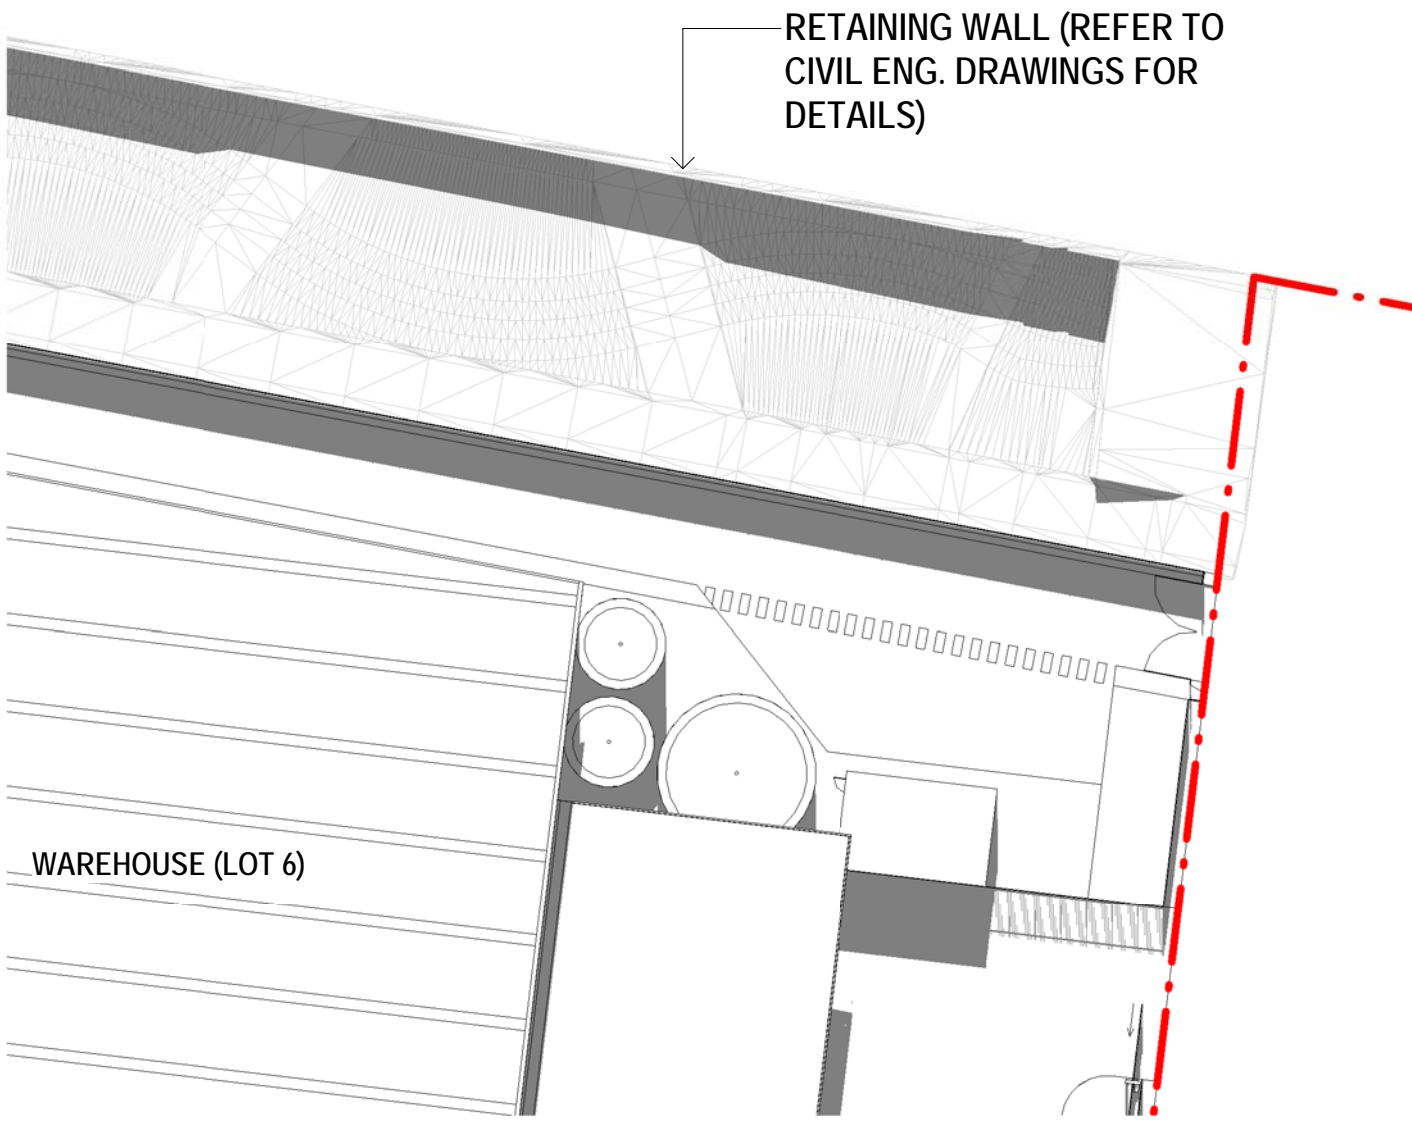 RETAINING WALL (REFER TO
CIVIL ENG. DRAWINGS FOR
DETAILS)
WAREHOUSE (LOT 6)